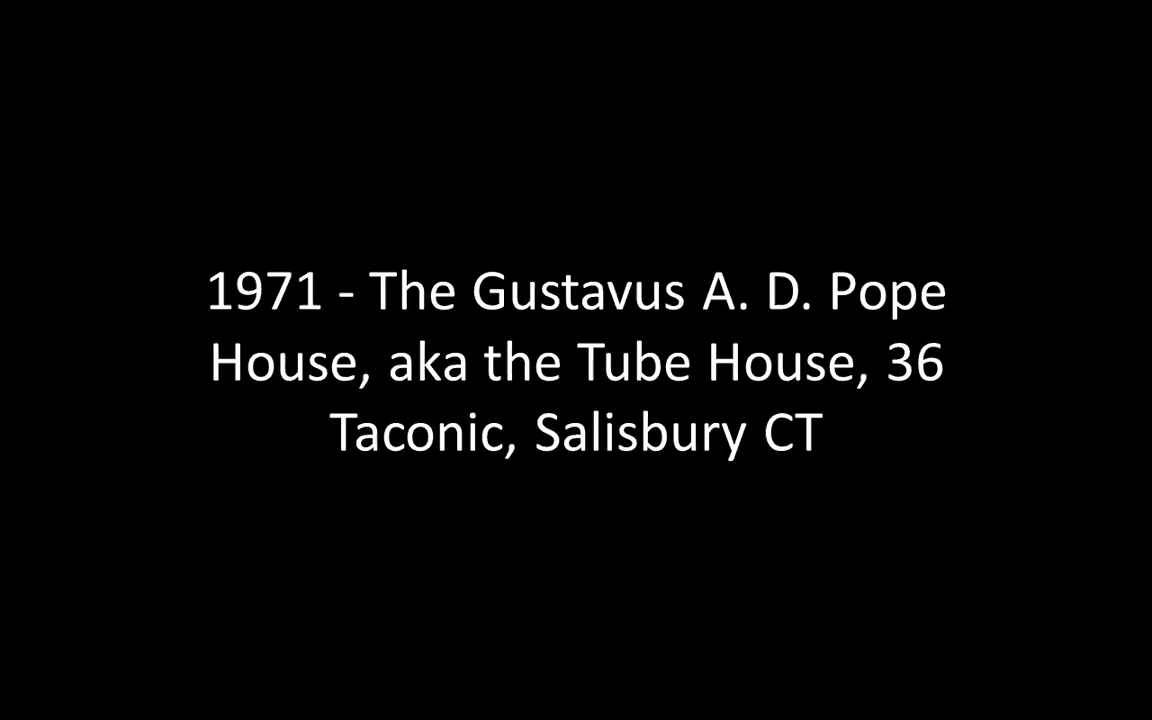 1971 - The Gustavus A. D. Pope
House, aka the Tube House, 36
Taconic, Salisbury CT